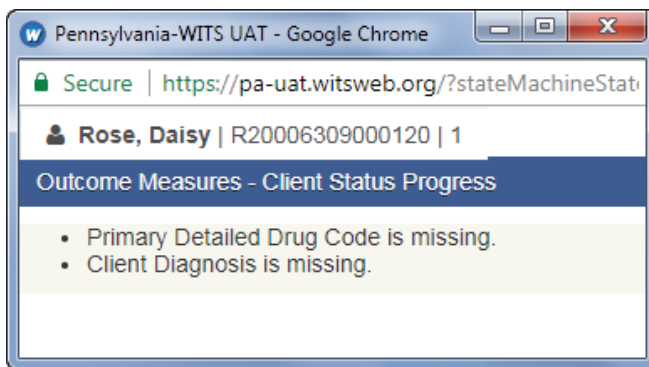 Pennsylvania-WITS UAT - Google Chrome
Secure | https://pa-uat.witsweb.org/?stateMachineStat
Rose, Daisy | R20006309000120 | 1
Outcome Measures - Client Status Progress
• Primary Detailed Drug Code is missing.
• Client Diagnosis is missing.